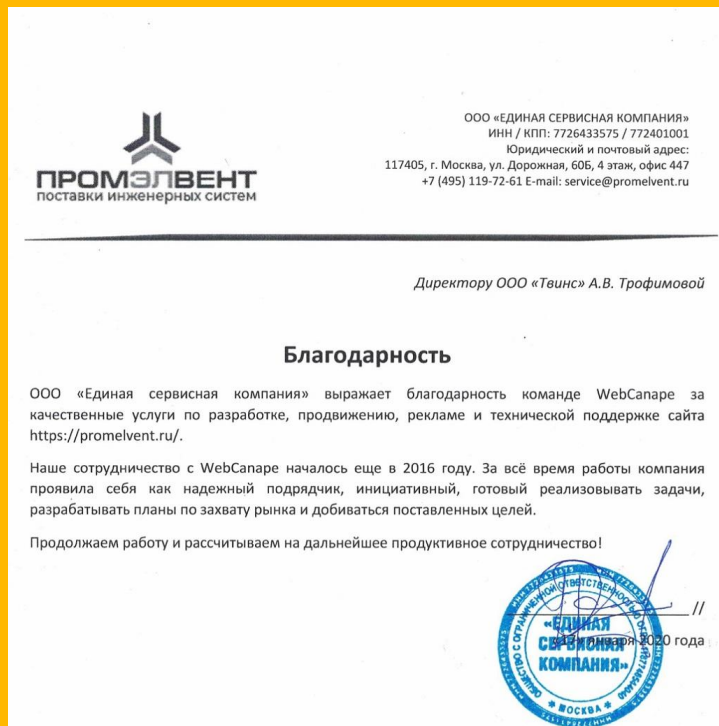 ООО «ЕДИНАЯ СЕРВИСНАЯ КОМПАНИЯ»
ИНН / КПП: 7726433575 / 772401001
Юридический и почтовый адрес:
117405, г. Москва, ул. Дорожная, 60Б, 4 этаж, офис 447
+7 (495) 119-72-61 E-mail: service@promelvent.ru
ПРОМЭЛВЕНТ
поставки инженерных систем
Директору ООО «Твинс» А.В. Трофимовой
Благодарность
ООО «Единая сервисная компания» выражает благодарность команде WebCanape за
качественные услуги по разработке, продвижению, рекламе и технической поддержке сайта
https://promelvent.ru/.
Наше сотрудничество с WebCanape началось еще в 2016 году. За всё время работы компания
проявила себя как надежный подрядчик, инициативный, готовый реализовывать задачи,
разрабатывать планы по захвату рынка и добиваться поставленных целей.
Продолжаем работу и рассчитываем на дальнейшее продуктивное сотрудничество!
//
января 2020 года
ОБЩЕСТВО С ОГРАНИЧЕННОЙ ОТВЕТСТВЕННОСТЬЮ
«ЕДИНАЯ
СЕРВИСНАЯ
КОМПАНИЯ»
* МОСКВА *